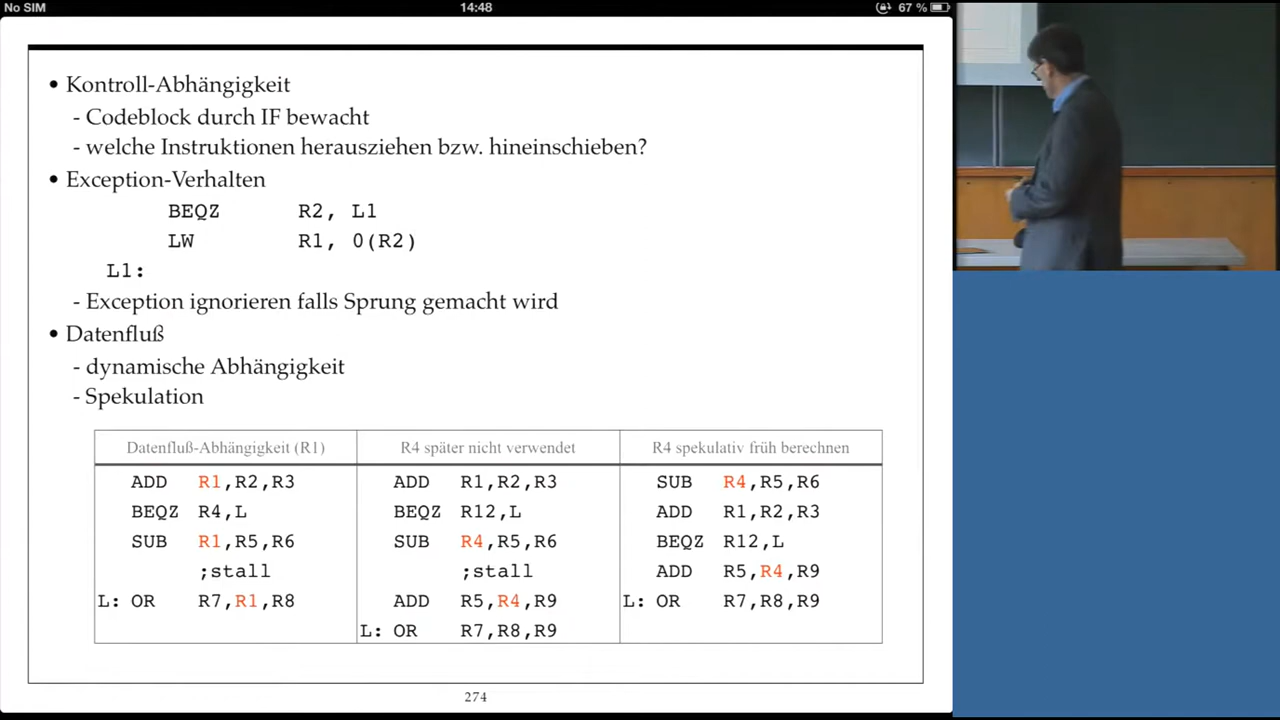 No SIM 14:48 67 %
• Kontroll-Abhängigkeit
- Codeblock durch IF bewacht
- welche Instruktionen herausziehen bzw. hineinschieben?
• Exception-Verhalten
BEQZ R2, L1
LW R1, 0(R2)
L1:
- Exception ignorieren falls Sprung gemacht wird
• Datenfluß
- dynamische Abhängigkeit
- Spekulation
Datenfluß-Abhängigkeit (R1)
ADD R1,R2,R3
BEQZ R4,L
SUB R1,R5,R6
;stall
L: OR R7,R1,R8
R4 später nicht verwendet
ADD R1,R2,R3
BEQZ R12,L
SUB R4,R5,R6
;stall
ADD R5,R4,R9
L: OR R7,R8,R9
R4 spekulativ früh berechnen
SUB R4,R5,R6
ADD R1,R2,R3
BEQZ R12,L
ADD R5,R4,R9
L: OR R7,R8,R9
274